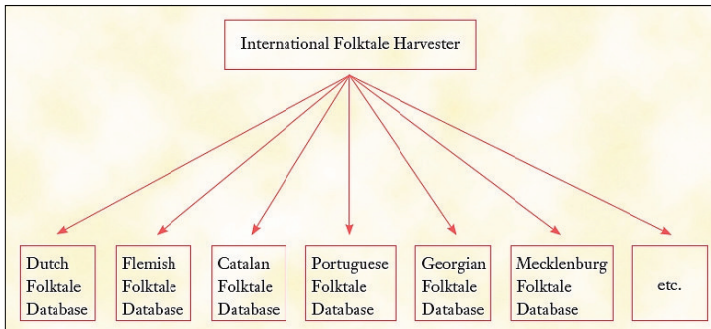 International Folktale Harvester
Dutch
Folktale
Database
Flemish
Folktale
Database
Catalan
Folktale
Database
Portuguese
Folktale
Database
Georgian
Folktale
Database
Mecklenburg
Folktale
Database
etc.